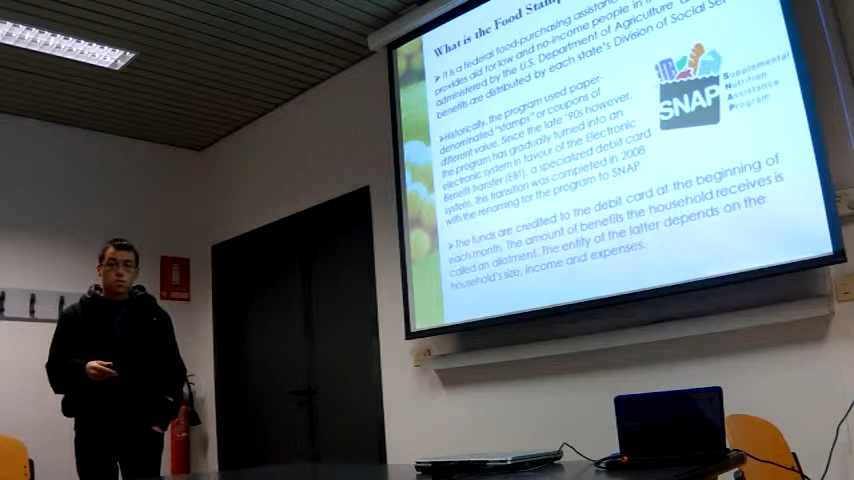 What is the Food Stamp
➤ It is a federal food-purchasing assistance
provides aid for low and no-income people in
administered by the U.S. Department of Agriculture
benefits are distributed by each state's Division of Social
➤Historically, the program used paper-
denominated "stamps" or coupons of
different value. Since the late '90s however,
the program has gradually turned into an
electronic system in favour of the Electronic
Benefit Transfer (EBT), a specialized debit card
system, this transition was completed in 2008
with the renaming for the program to SNAP
SNAP
Supplemental
Nutrition
Assistance
Program
➤ The funds are credited to the debit card at the beginning of
each month. The amount of benefits the household receives is
called an allotment. The entity of the latter depends on the
household's size, income and expenses.